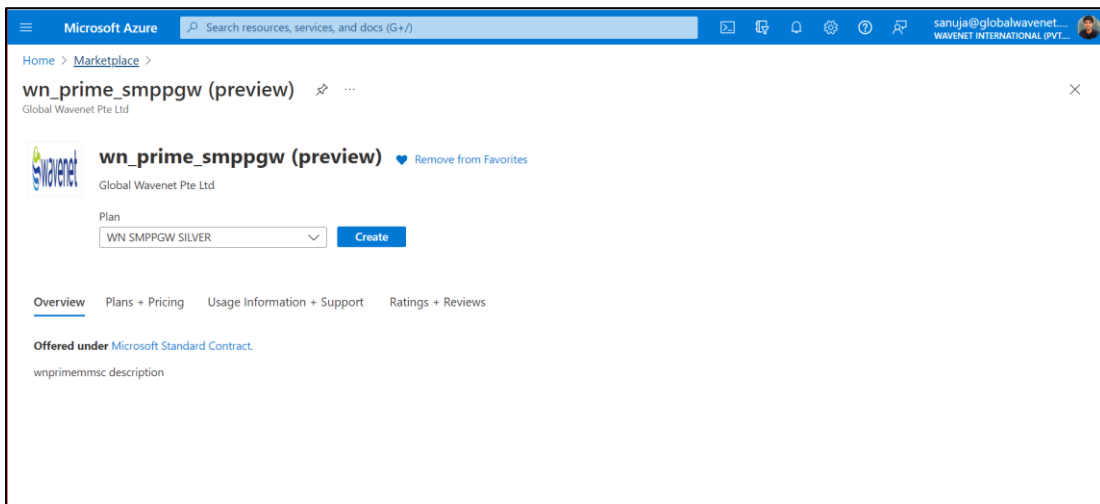 Microsoft Azure
Search resources, services, and docs (G+/)
sanuja@globalwavenet....
WAVENET INTERNATIONAL (PVT....
Home > Marketplace >
wn_prime_smppgw (preview) ...
Global Wavenet Pte Ltd
wavenet
wn_prime_smppgw (preview) Remove from Favorites
Global Wavenet Pte Ltd
Plan
WN SMPPGW SILVER Create
Overview Plans + Pricing Usage Information + Support Ratings + Reviews
Offered under Microsoft Standard Contract.
wnprimemmsc description